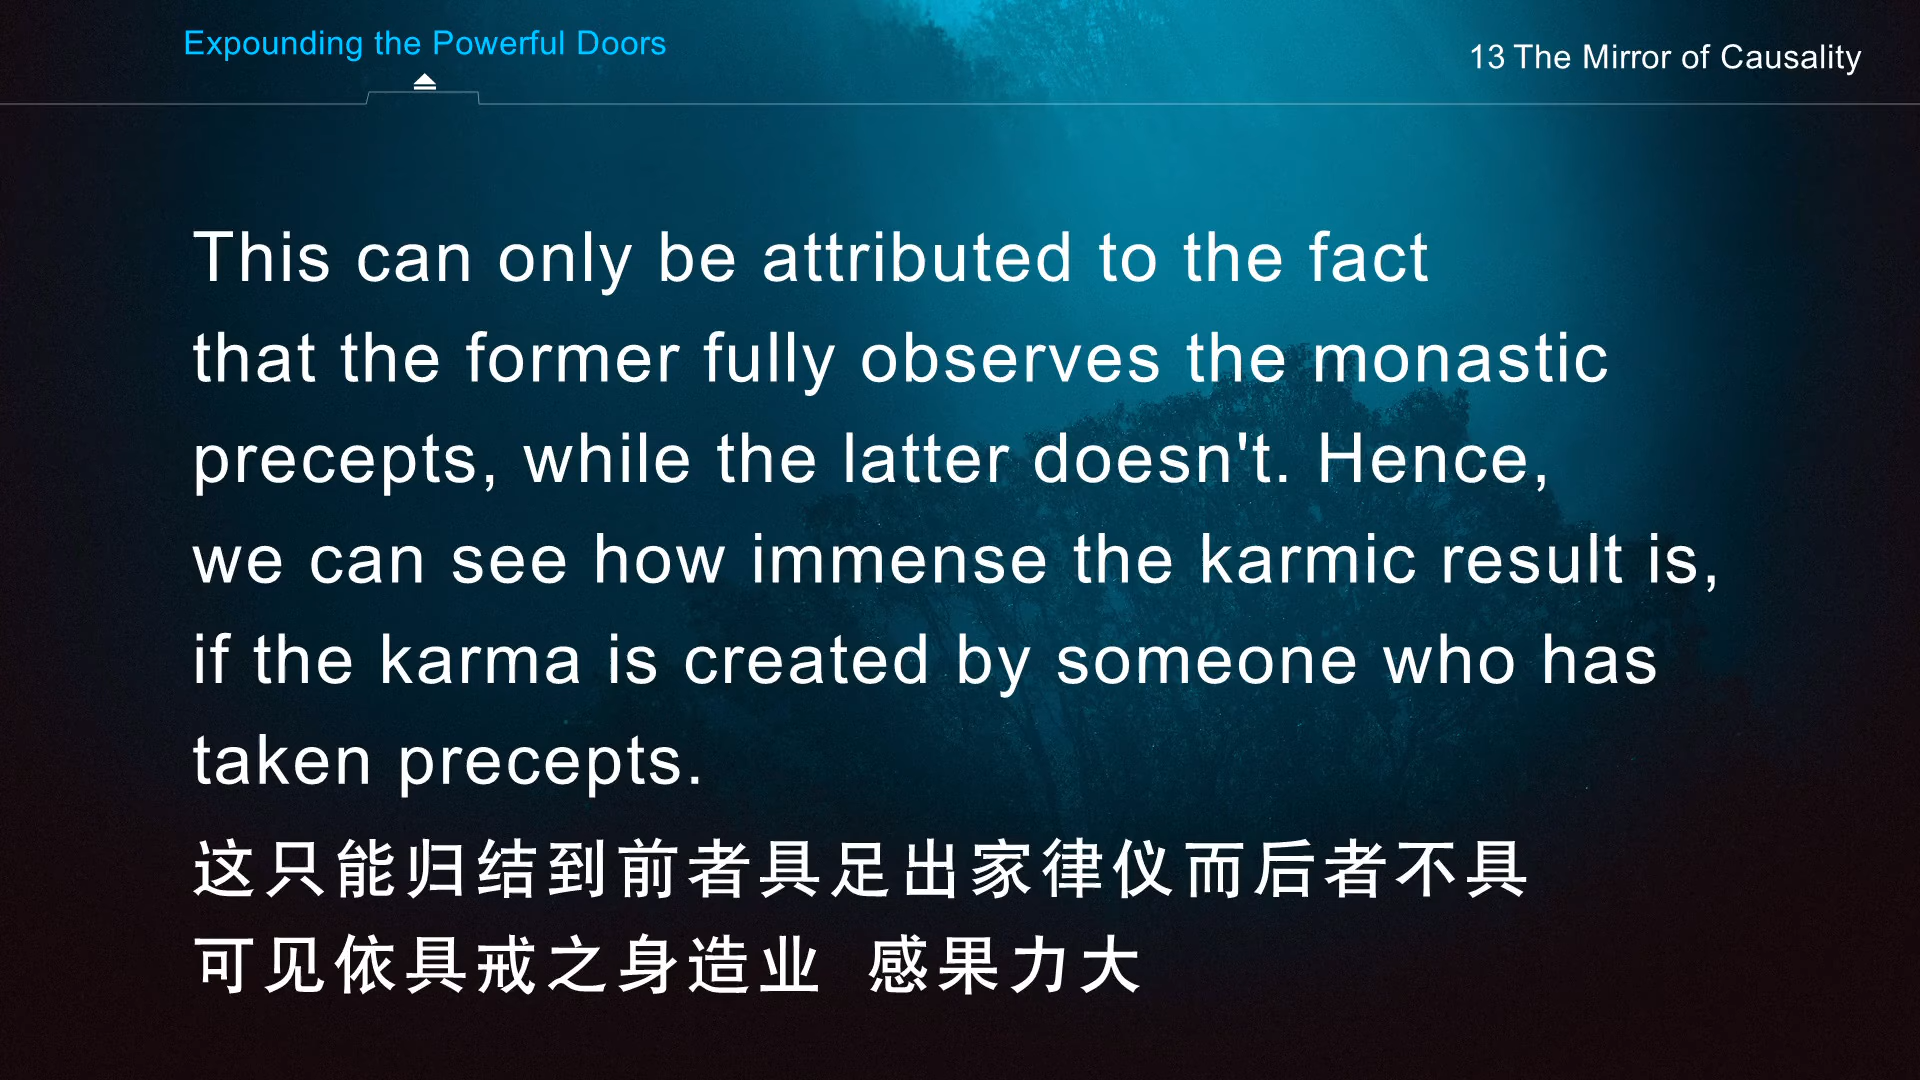 Expounding the Powerful Doors
13 The Mirror of Causality
This can only be attributed to the fact
that the former fully observes the monastic
precepts, while the latter doesn't. Hence,
we can see how immense the karmic result is,
if the karma is created by someone who has
taken precepts.
这只能归结到前者具足出家律仪而后者不具
可见依具戒之身造业 感果力大